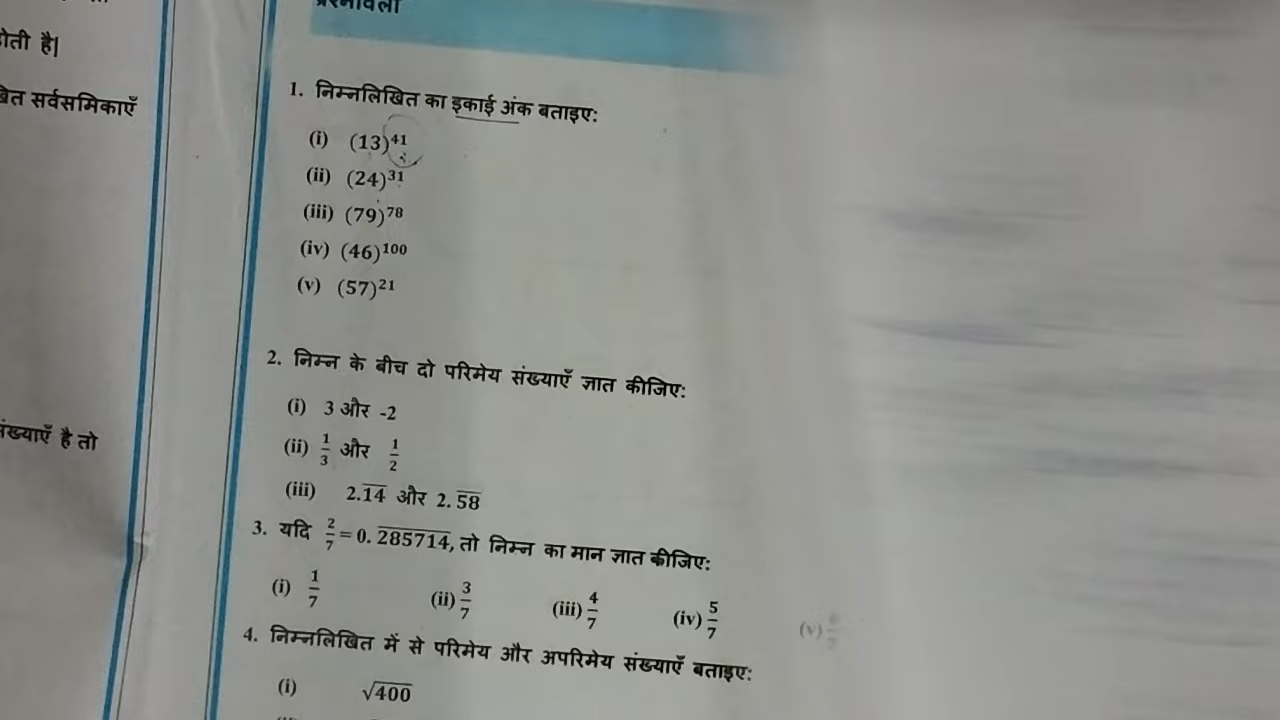 होती है|
सर्वसमिकाएँ
है तो
प्रश्नावली
1. निम्नलिखित का इकाई अंक बताइए:
(i) (13)⁴¹
(ii) (24)³¹
(iii) (79)⁷⁸
(iv) (46)¹⁰⁰
(v) (57)²¹
2. निम्न के बीच दो परिमेय संख्याएँ ज्ञात कीजिए:
(i) 3 और -2
(ii) 1/3 और 1/2
(iii) 2.1̅4̅ और 2.5̅8̅
3. यदि 2/7 = 0.2̅8̅5̅7̅1̅4̅, तो निम्न का मान ज्ञात कीजिए:
(i) 1/7 (ii) 3/7 (iii) 4/7 (iv) 5/7 (v)
4. निम्नलिखित में से परिमेय और अपरिमेय संख्याएँ बताइए:
(i) √400